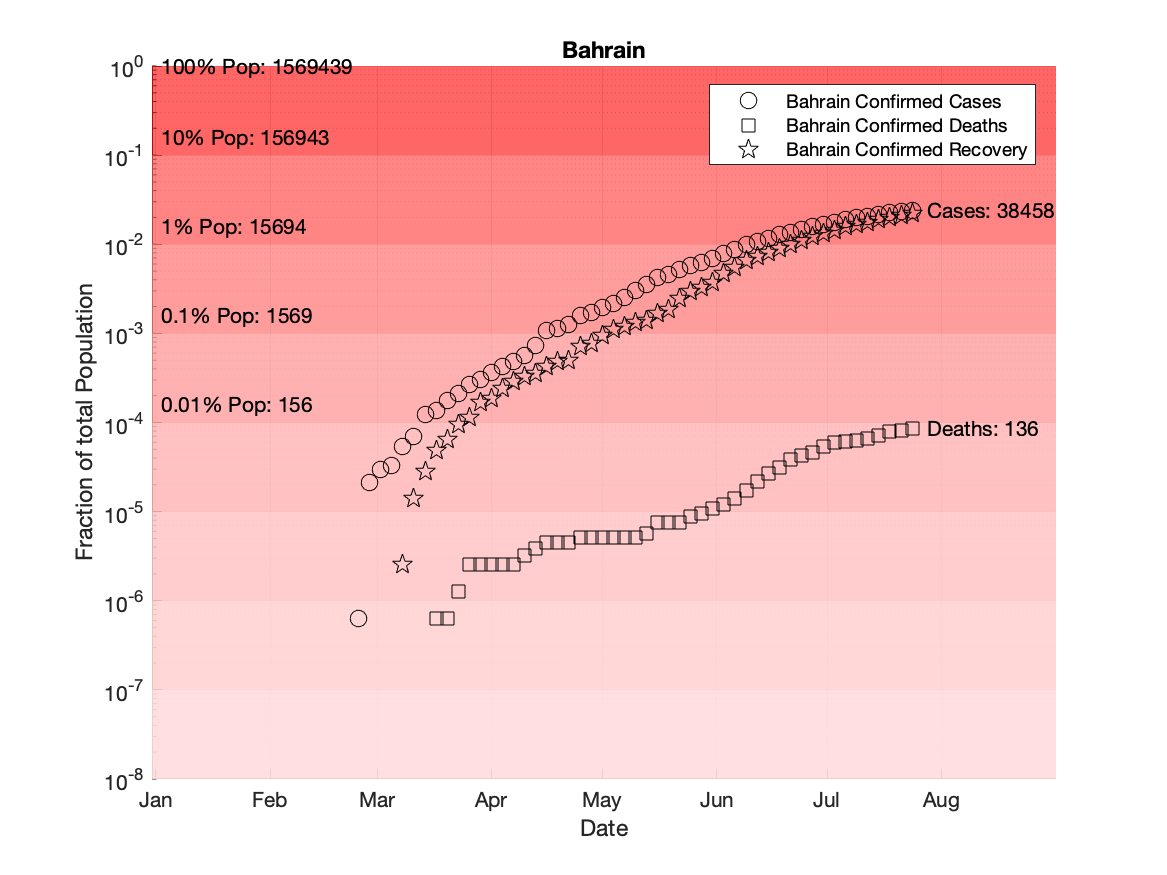 Bahrain
10^0
100% Pop: 1569439
Bahrain Confirmed Cases
Bahrain Confirmed Deaths
Bahrain Confirmed Recovery
10% Pop: 156943
10^-1
Cases: 38458
1% Pop: 15694
10^-2
0.1% Pop: 1569
10^-3
0.01% Pop: 156
10^-4
Deaths: 136
10^-5
10^-6
10^-7
10^-8
Fraction of total Population
Jan Feb Mar Apr May Jun Jul Aug
Date